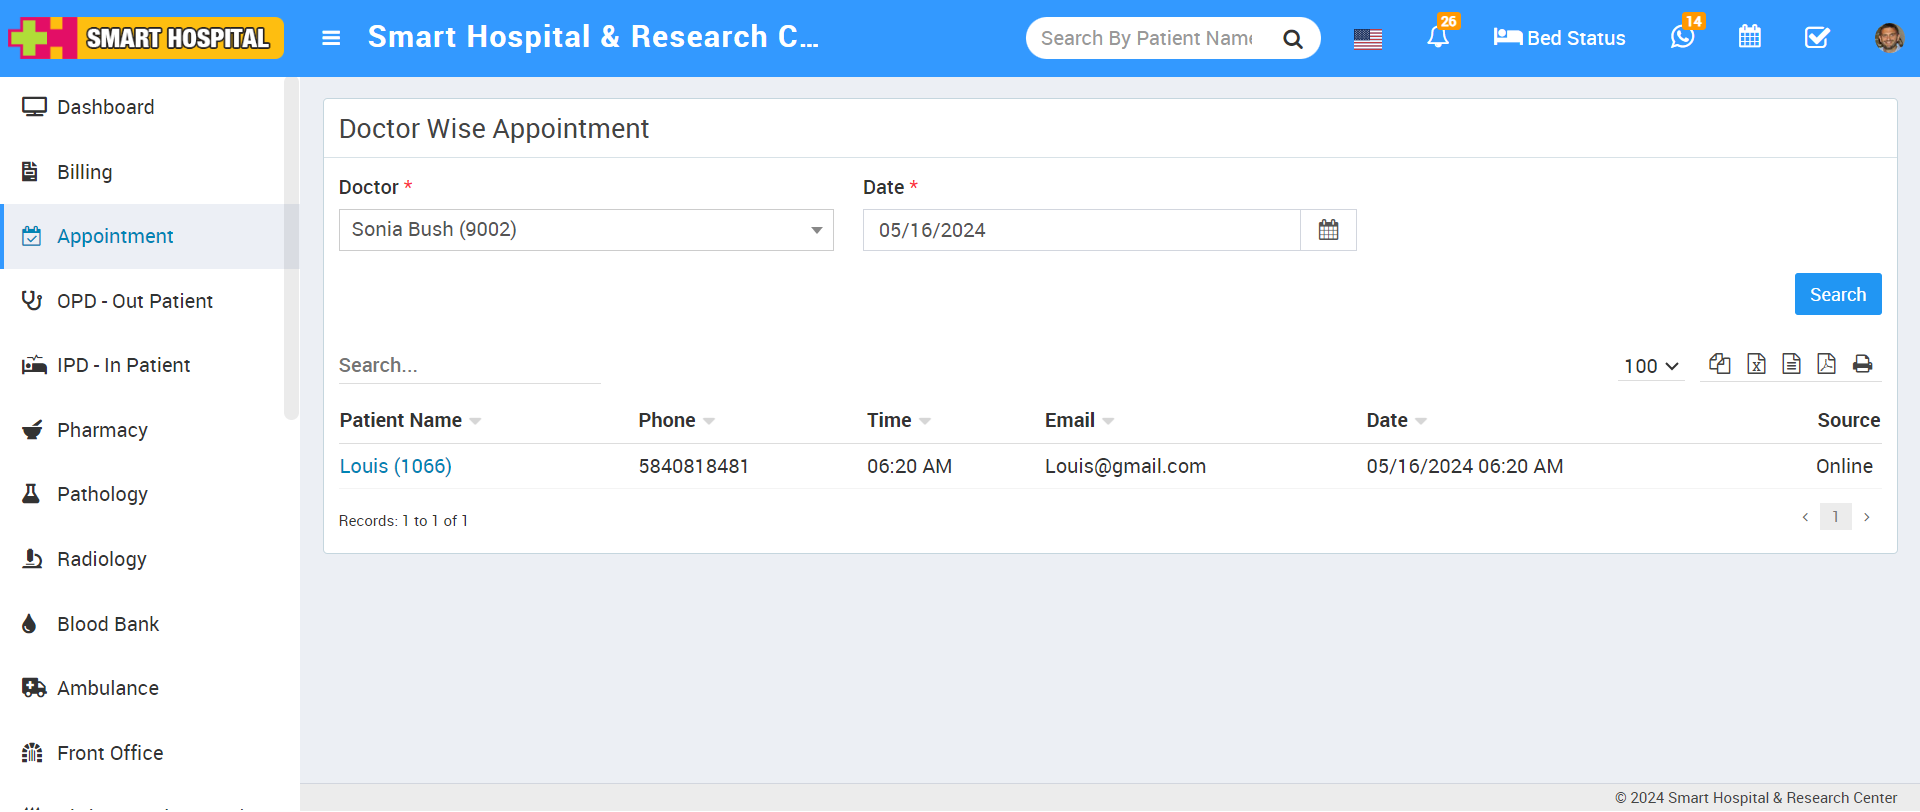 SMART HOSPITAL
Smart Hospital & Research C...
Search By Patient Name
26
Bed Status
14
Dashboard
Billing
Appointment
OPD - Out Patient
IPD - In Patient
Pharmacy
Pathology
Radiology
Blood Bank
Ambulance
Front Office
Doctor Wise Appointment
Doctor * Date *
Sonia Bush (9002) 05/16/2024
Search
Search... 100
Patient Name Phone Time Email Date Source
Louis (1066) 5840818481 06:20 AM Louis@gmail.com 05/16/2024 06:20 AM Online
Records: 1 to 1 of 1 1
© 2024 Smart Hospital & Research Center